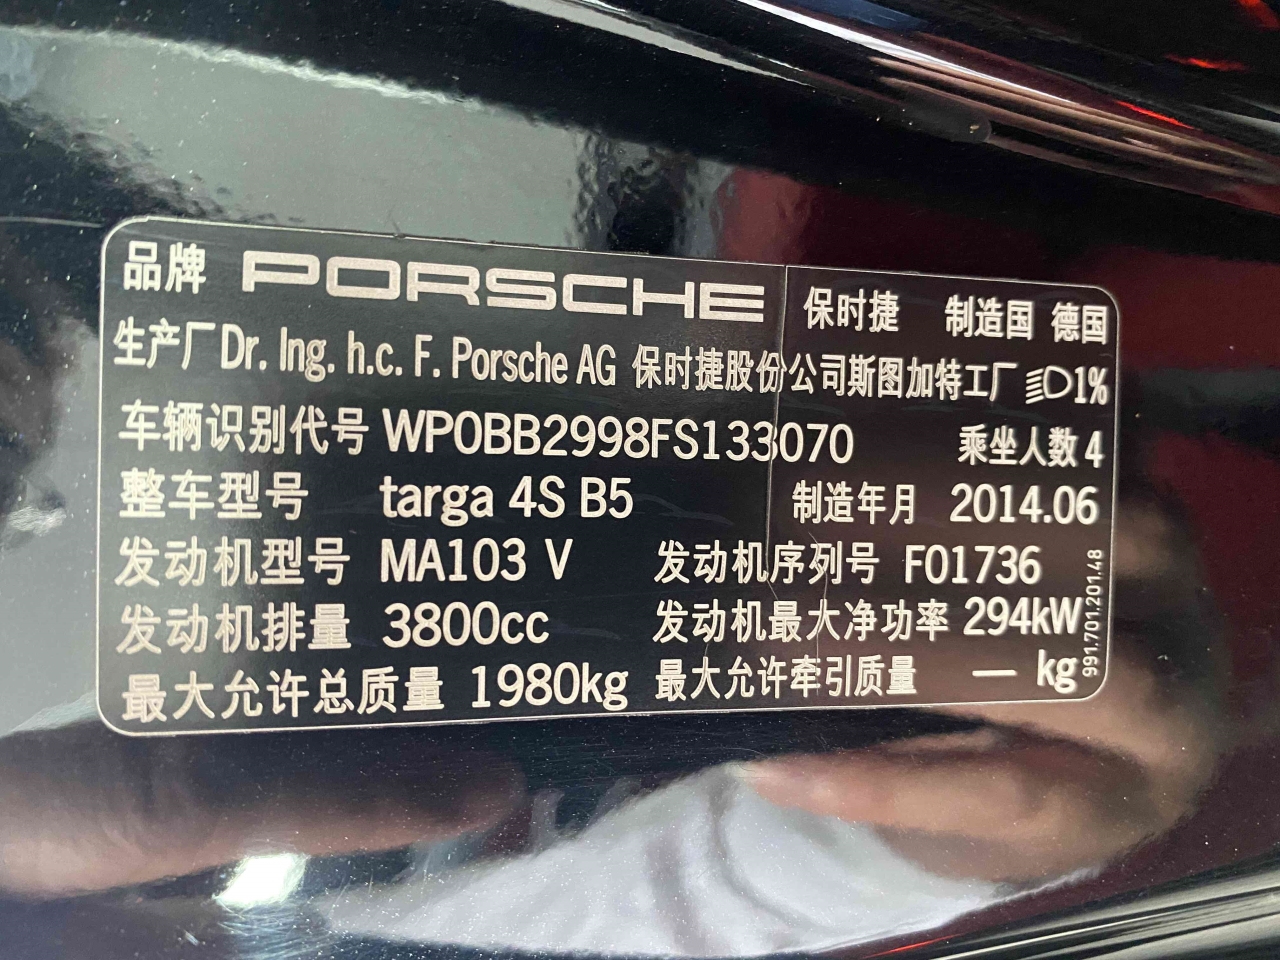 品牌 PORSCHE 保时捷 制造国 德国
生产厂 Dr. Ing. h.c. F. Porsche AG 保时捷股份公司斯图加特工厂 1%
车辆识别代号 WP0BB2998FS133070 乘坐人数 4
整车型号 targa 4S B5 制造年月 2014.06
发动机型号 MA103 V 发动机序列号 F01736
发动机排量 3800cc 发动机最大净功率 294kW
最大允许总质量 1980kg 最大允许牵引质量 — kg
991.701.201.48